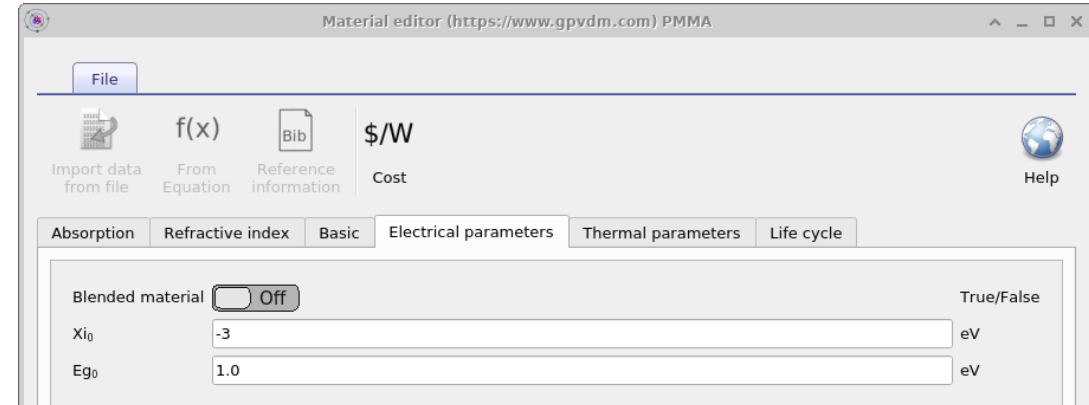 Material editor (https://www.gpvdm.com) PMMA
File
f(x)
Bib
$/W
Import data
from file
From
Equation
Reference
information
Cost
Help
Absorption
Refractive index
Basic
Electrical parameters
Thermal parameters
Life cycle
Blended material Off True/False
Xi₀ -3 eV
Eg₀ 1.0 eV